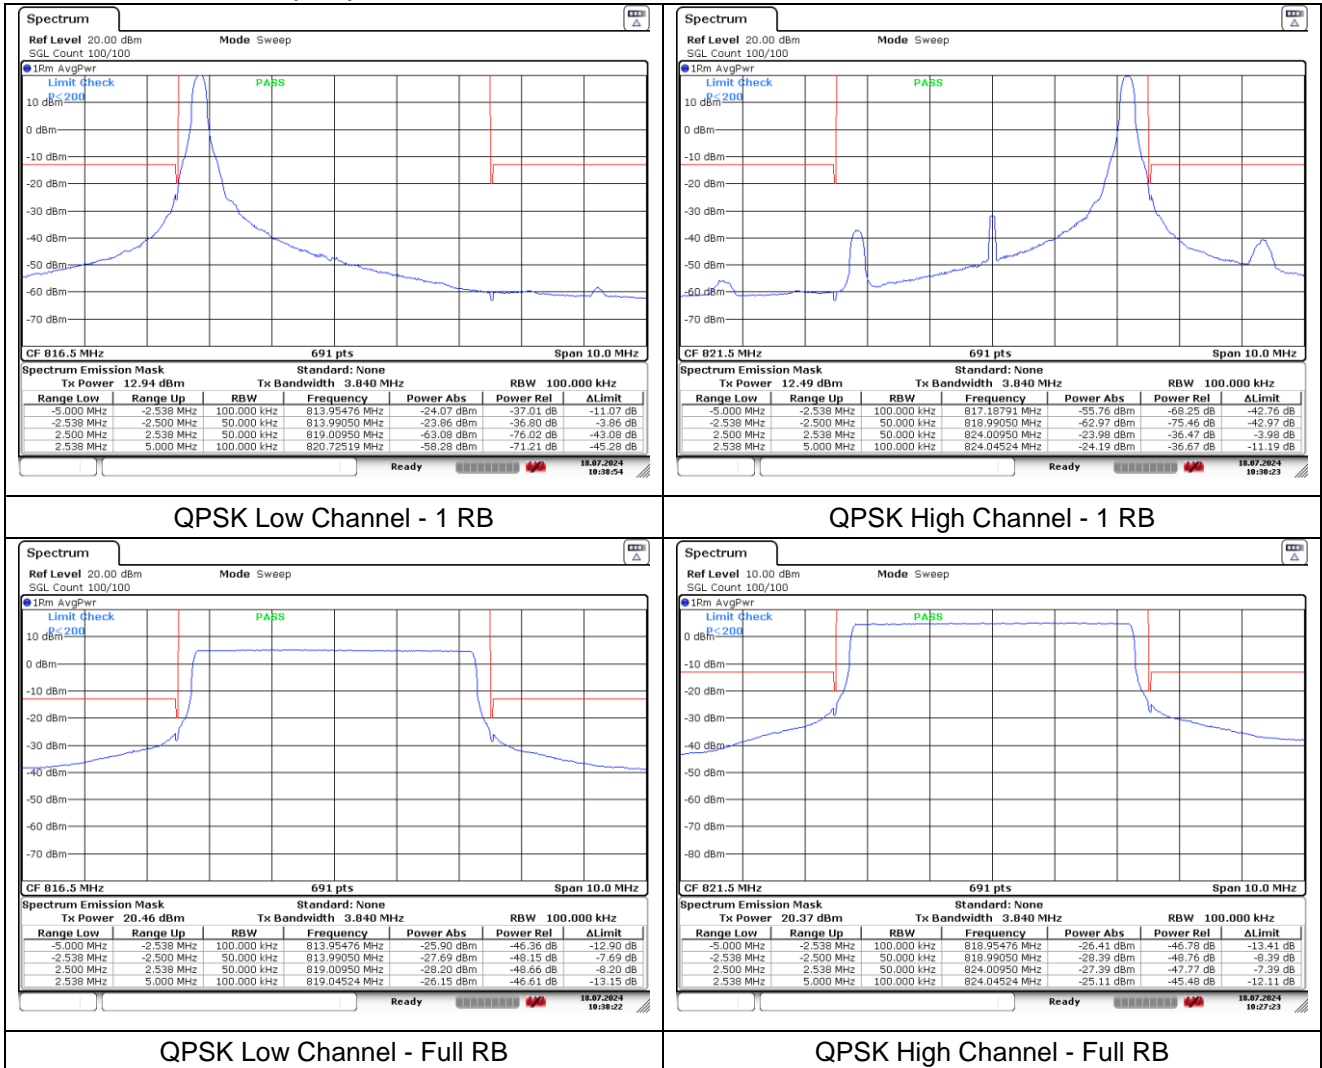 Spectrum
Ref Level 20.00 dBm Mode Sweep
SGL Count 100/100
1Rm AvgPwr
Limit Check PASS
P<200
10 dBm
0 dBm
-10 dBm
-20 dBm
-30 dBm
-40 dBm
-50 dBm
-60 dBm
-70 dBm
CF 816.5 MHz 691 pts Span 10.0 MHz
Spectrum Emission Mask Standard: None
Tx Power 12.94 dBm Tx Bandwidth 3.840 MHz RBW 100.000 kHz
Range Low Range Up RBW Frequency Power Abs Power Rel ΔLimit
-5.000 MHz -2.538 MHz 100.000 kHz 813.95476 MHz -24.07 dBm -37.01 dB -11.07 dB
-2.538 MHz -2.500 MHz 50.000 kHz 813.99050 MHz -23.86 dBm -36.80 dB -3.86 dB
2.500 MHz 2.538 MHz 50.000 kHz 819.00950 MHz -63.08 dBm -76.02 dB -43.08 dB
2.538 MHz 5.000 MHz 100.000 kHz 820.72519 MHz -58.28 dBm -71.21 dB -45.28 dB
Ready 18.07.2024
10:38:54
QPSK Low Channel - 1 RB
Spectrum
Ref Level 20.00 dBm Mode Sweep
SGL Count 100/100
1Rm AvgPwr
Limit Check PASS
P<200
10 dBm
0 dBm
-10 dBm
-20 dBm
-30 dBm
-40 dBm
-50 dBm
-60 dBm
-70 dBm
CF 821.5 MHz 691 pts Span 10.0 MHz
Spectrum Emission Mask Standard: None
Tx Power 12.49 dBm Tx Bandwidth 3.840 MHz RBW 100.000 kHz
Range Low Range Up RBW Frequency Power Abs Power Rel ΔLimit
-5.000 MHz -2.538 MHz 100.000 kHz 817.18791 MHz -55.76 dBm -68.25 dB -42.76 dB
-2.538 MHz -2.500 MHz 50.000 kHz 818.99050 MHz -62.97 dBm -75.46 dB -42.97 dB
2.500 MHz 2.538 MHz 50.000 kHz 824.00950 MHz -23.98 dBm -36.47 dB -3.98 dB
2.538 MHz 5.000 MHz 100.000 kHz 824.04524 MHz -24.19 dBm -36.67 dB -11.19 dB
Ready 18.07.2024
10:30:23
QPSK High Channel - 1 RB
Spectrum
Ref Level 20.00 dBm Mode Sweep
SGL Count 100/100
1Rm AvgPwr
Limit Check PASS
P<200
10 dBm
0 dBm
-10 dBm
-20 dBm
-30 dBm
-40 dBm
-50 dBm
-60 dBm
-70 dBm
CF 816.5 MHz 691 pts Span 10.0 MHz
Spectrum Emission Mask Standard: None
Tx Power 20.46 dBm Tx Bandwidth 3.840 MHz RBW 100.000 kHz
Range Low Range Up RBW Frequency Power Abs Power Rel ΔLimit
-5.000 MHz -2.538 MHz 100.000 kHz 813.95476 MHz -25.90 dBm -46.36 dB -12.90 dB
-2.538 MHz -2.500 MHz 50.000 kHz 813.99050 MHz -27.69 dBm -48.15 dB -7.69 dB
2.500 MHz 2.538 MHz 50.000 kHz 819.00950 MHz -28.20 dBm -48.66 dB -8.20 dB
2.538 MHz 5.000 MHz 100.000 kHz 819.04524 MHz -26.15 dBm -46.61 dB -13.15 dB
Ready 18.07.2024
10:38:22
QPSK Low Channel - Full RB
Spectrum
Ref Level 10.00 dBm Mode Sweep
SGL Count 100/100
1Rm AvgPwr
Limit Check PASS
P<200
0 dBm
-10 dBm
-20 dBm
-30 dBm
-40 dBm
-50 dBm
-60 dBm
-70 dBm
-80 dBm
CF 821.5 MHz 691 pts Span 10.0 MHz
Spectrum Emission Mask Standard: None
Tx Power 20.37 dBm Tx Bandwidth 3.840 MHz RBW 100.000 kHz
Range Low Range Up RBW Frequency Power Abs Power Rel ΔLimit
-5.000 MHz -2.538 MHz 100.000 kHz 818.95476 MHz -26.41 dBm -46.78 dB -13.41 dB
-2.538 MHz -2.500 MHz 50.000 kHz 818.99050 MHz -28.39 dBm -48.76 dB -8.39 dB
2.500 MHz 2.538 MHz 50.000 kHz 824.00950 MHz -27.39 dBm -47.77 dB -7.39 dB
2.538 MHz 5.000 MHz 100.000 kHz 824.04524 MHz -25.11 dBm -45.48 dB -12.11 dB
Ready 18.07.2024
10:27:23
QPSK High Channel - Full RB